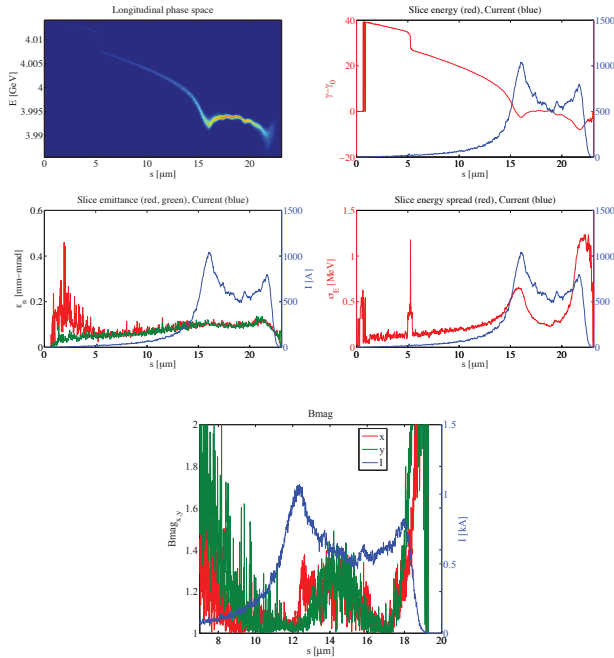 Longitudinal phase space
4.01
4
3.995
3.99
E [GeV]
0 5 10 15 20
s [μm]
Slice energy (red), Current (blue)
40
20
0
−20
γ−γ0
1500
1000
500
0
0 5 10 15 20
s [μm]
Slice emittance (red, green), Current (blue)
0.6
0.4
0.2
0
εn [mm−mrad]
1500
1000
500
0
I [A]
0 5 10 15 20
s [μm]
Slice energy spread (red), Current (blue)
1.5
1
0.5
0
σE [MeV]
1500
1000
500
0
0 5 10 15 20
s [μm]
Bmag
2
1.8
1.6
1.4
1.2
1
Bmagx,y
x
y
I
1.5
1
0.5
0
I [kA]
8 10 12 14 16 18 20
s [μm]